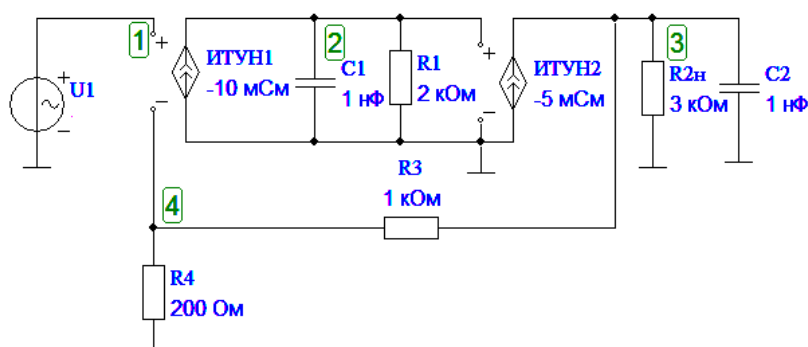 1
+
−
U1
+
−
ИТУН1
-10 мСм
2
C1
1 нФ
R1
2 кОм
+
−
ИТУН2
-5 мСм
3
R2н
3 кОм
C2
1 нФ
R3
1 кОм
4
R4
200 Ом